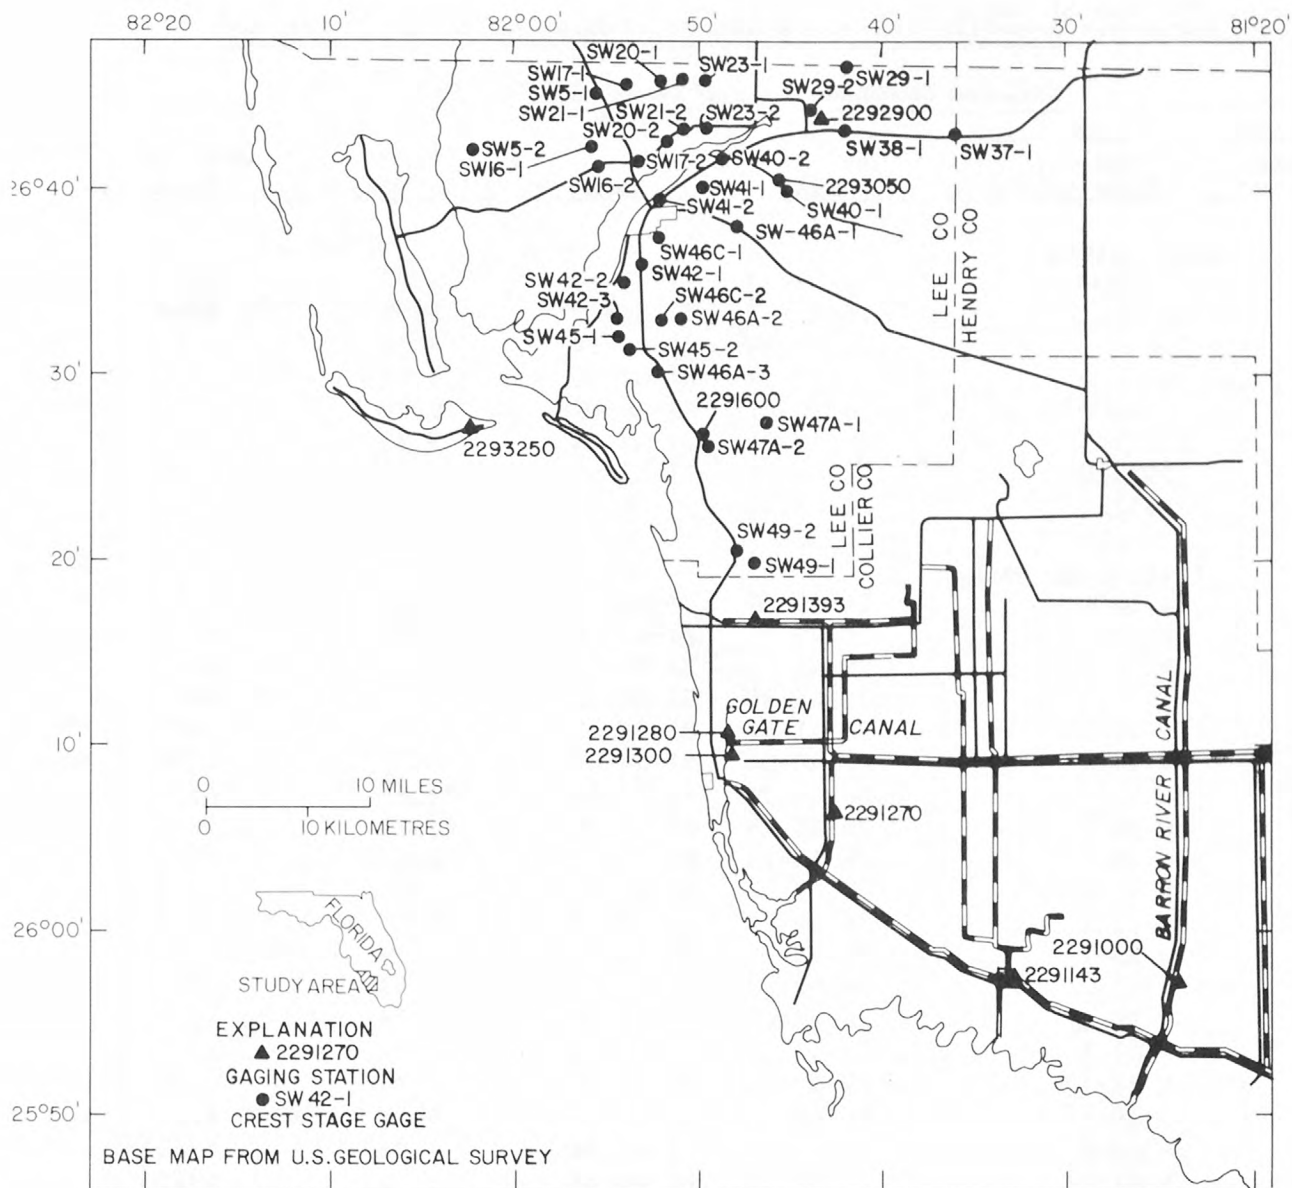 82°20'
10'
82°00'
50'
40'
30'
81°20'
SW20-1
SW23-1
SW17-1
SW5-1
SW29-1
SW29-2
SW21-1
SW21-2
SW23-2
2292900
SW20-2
SW5-2
SW16-1
SW17-2
SW40-2
SW38-1
SW37-1
26°40'
SW16-2
SW41-1
2293050
SW41-2
SW40-1
SW-46A-1
SW46C-1
SW42-2
SW42-1
SW42-3
SW46C-2
SW46A-2
LEE CO
HENDRY CO
SW45-1
SW45-2
30'
SW46A-3
2291600
SW47A-1
2293250
SW47A-2
LEE CO
COLLIER CO
SW49-2
20'
SW49-1
2291393
GOLDEN
GATE CANAL
2291280
10'
2291300
BARRON RIVER CANAL
0 10 MILES
0 10 KILOMETRES
2291270
FLORIDA
26°00'
2291000
2291143
STUDY AREA
EXPLANATION
2291270
GAGING STATION
SW 42-1
CREST STAGE GAGE
25°50'
BASE MAP FROM U.S.GEOLOGICAL SURVEY